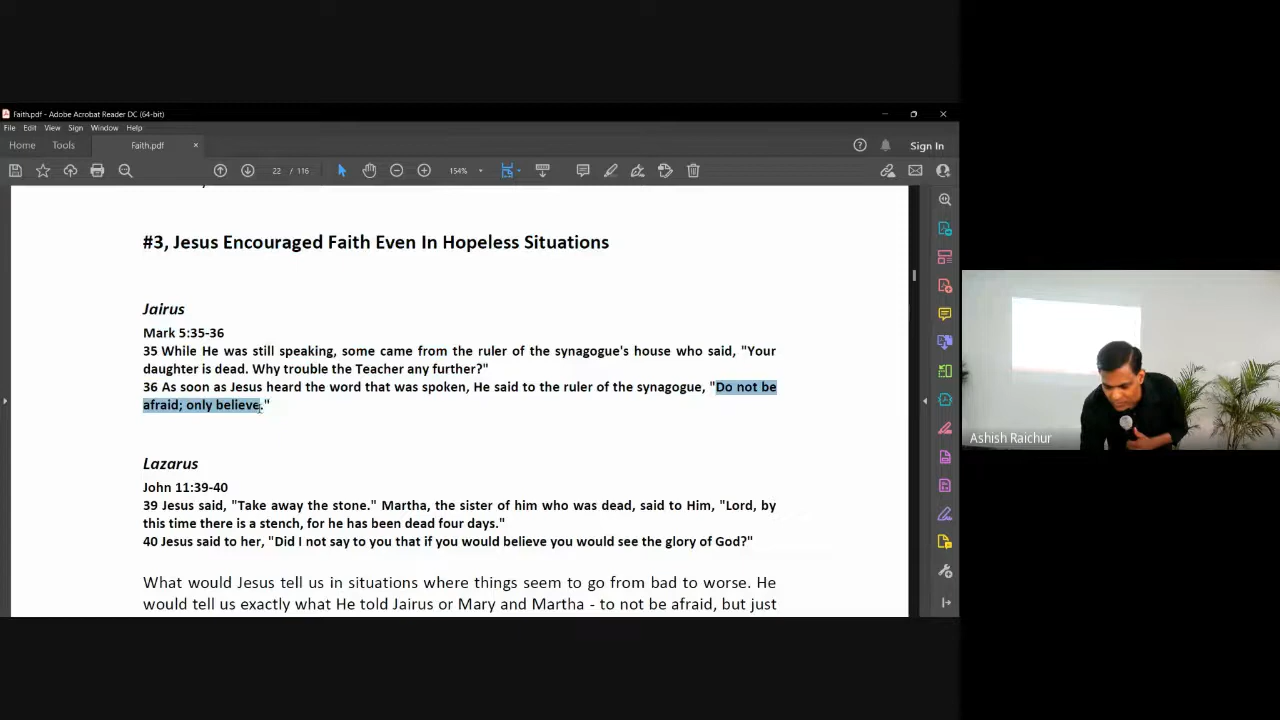 Faith.pdf - Adobe Acrobat Reader DC (64-bit)
File Edit View Sign Window Help
Home Tools Faith.pdf × Sign In
22 / 116 154%
#3, Jesus Encouraged Faith Even In Hopeless Situations
Jairus
Mark 5:35-36
35 While He was still speaking, some came from the ruler of the synagogue's house who said, "Your
daughter is dead. Why trouble the Teacher any further?"
36 As soon as Jesus heard the word that was spoken, He said to the ruler of the synagogue, "Do not be
afraid; only believe."
Lazarus
John 11:39-40
39 Jesus said, "Take away the stone." Martha, the sister of him who was dead, said to Him, "Lord, by
this time there is a stench, for he has been dead four days."
40 Jesus said to her, "Did I not say to you that if you would believe you would see the glory of God?"
What would Jesus tell us in situations where things seem to go from bad to worse. He
would tell us exactly what He told Jairus or Mary and Martha - to not be afraid, but just
Ashish Raichur